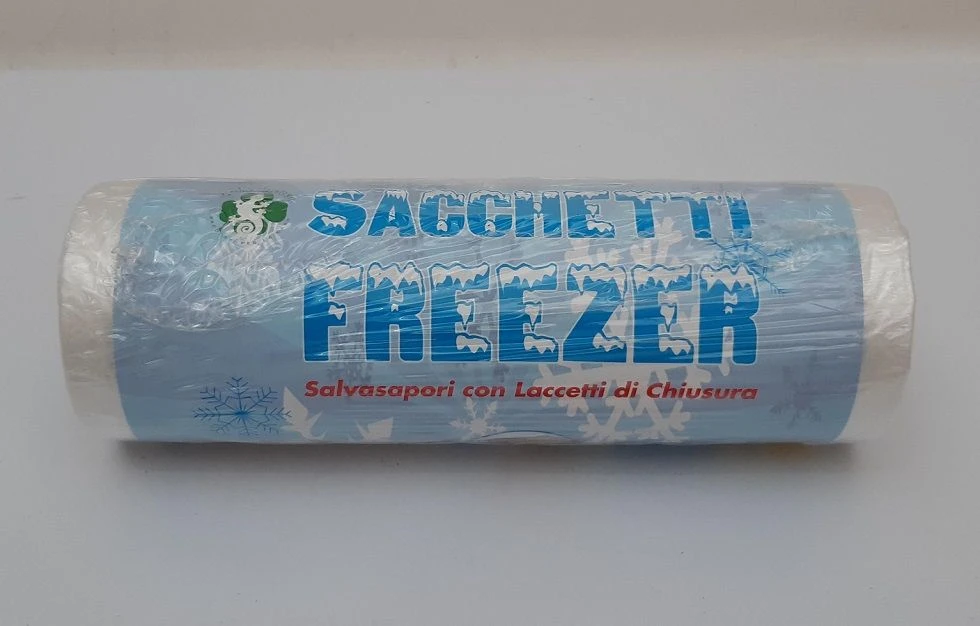 SACCHETTI
FREEZER
Salvasapori con Laccetti di Chiusura